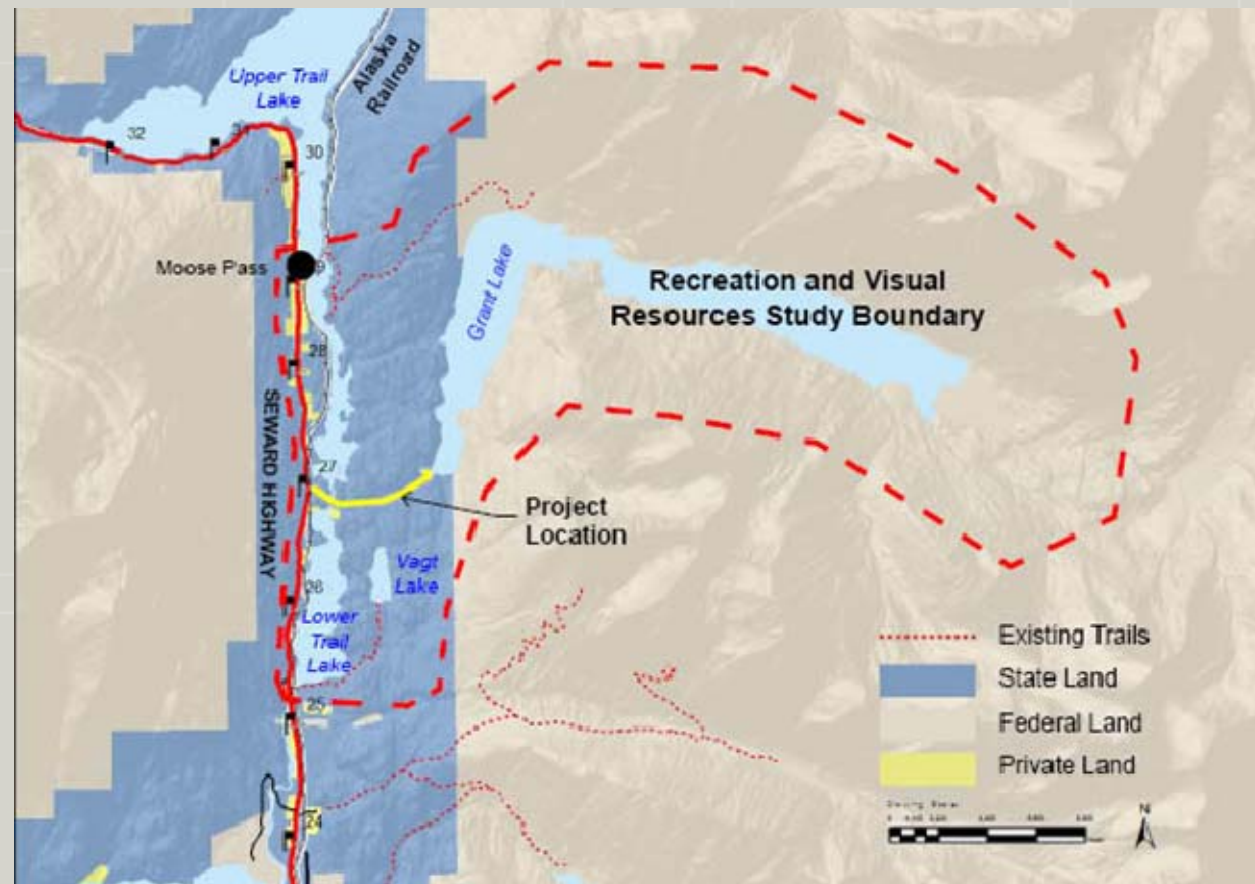 Upper Trail
Lake
Alaska
Railroad
32
31
30
Moose Pass
Grant Lake
Recreation and Visual
Resources Study Boundary
28
SEWARD HIGHWAY
27
Project
Location
Vagt
Lake
26
Lower
Trail
Lake
25
24
Existing Trails
State Land
Federal Land
Private Land
N